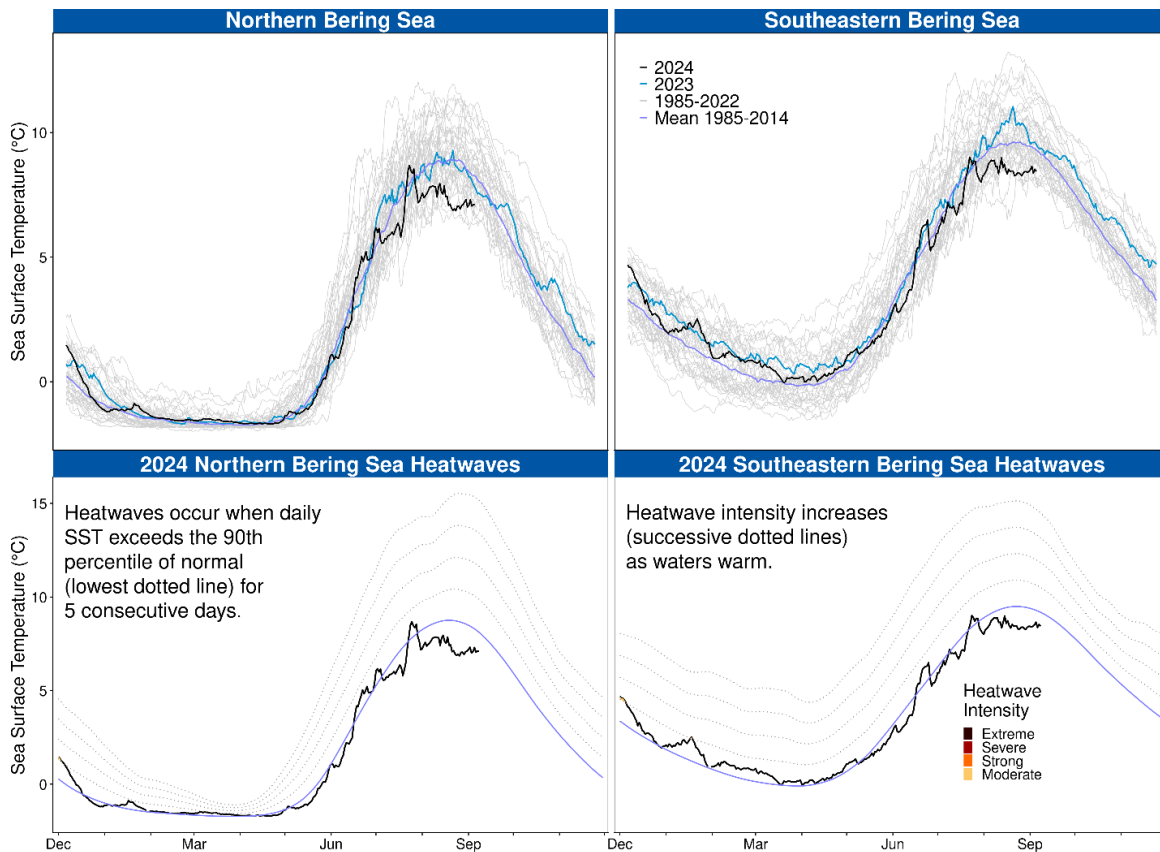 Northern Bering Sea
Southeastern Bering Sea
Sea Surface Temperature (°C)
10
5
0
2024
2023
1985-2022
Mean 1985-2014
2024 Northern Bering Sea Heatwaves
2024 Southeastern Bering Sea Heatwaves
Sea Surface Temperature (°C)
15
10
5
0
Heatwaves occur when daily
SST exceeds the 90th
percentile of normal
(lowest dotted line) for
5 consecutive days.
Heatwave intensity increases
(successive dotted lines)
as waters warm.
Heatwave
Intensity
Extreme
Severe
Strong
Moderate
Dec
Mar
Jun
Sep
Dec
Mar
Jun
Sep